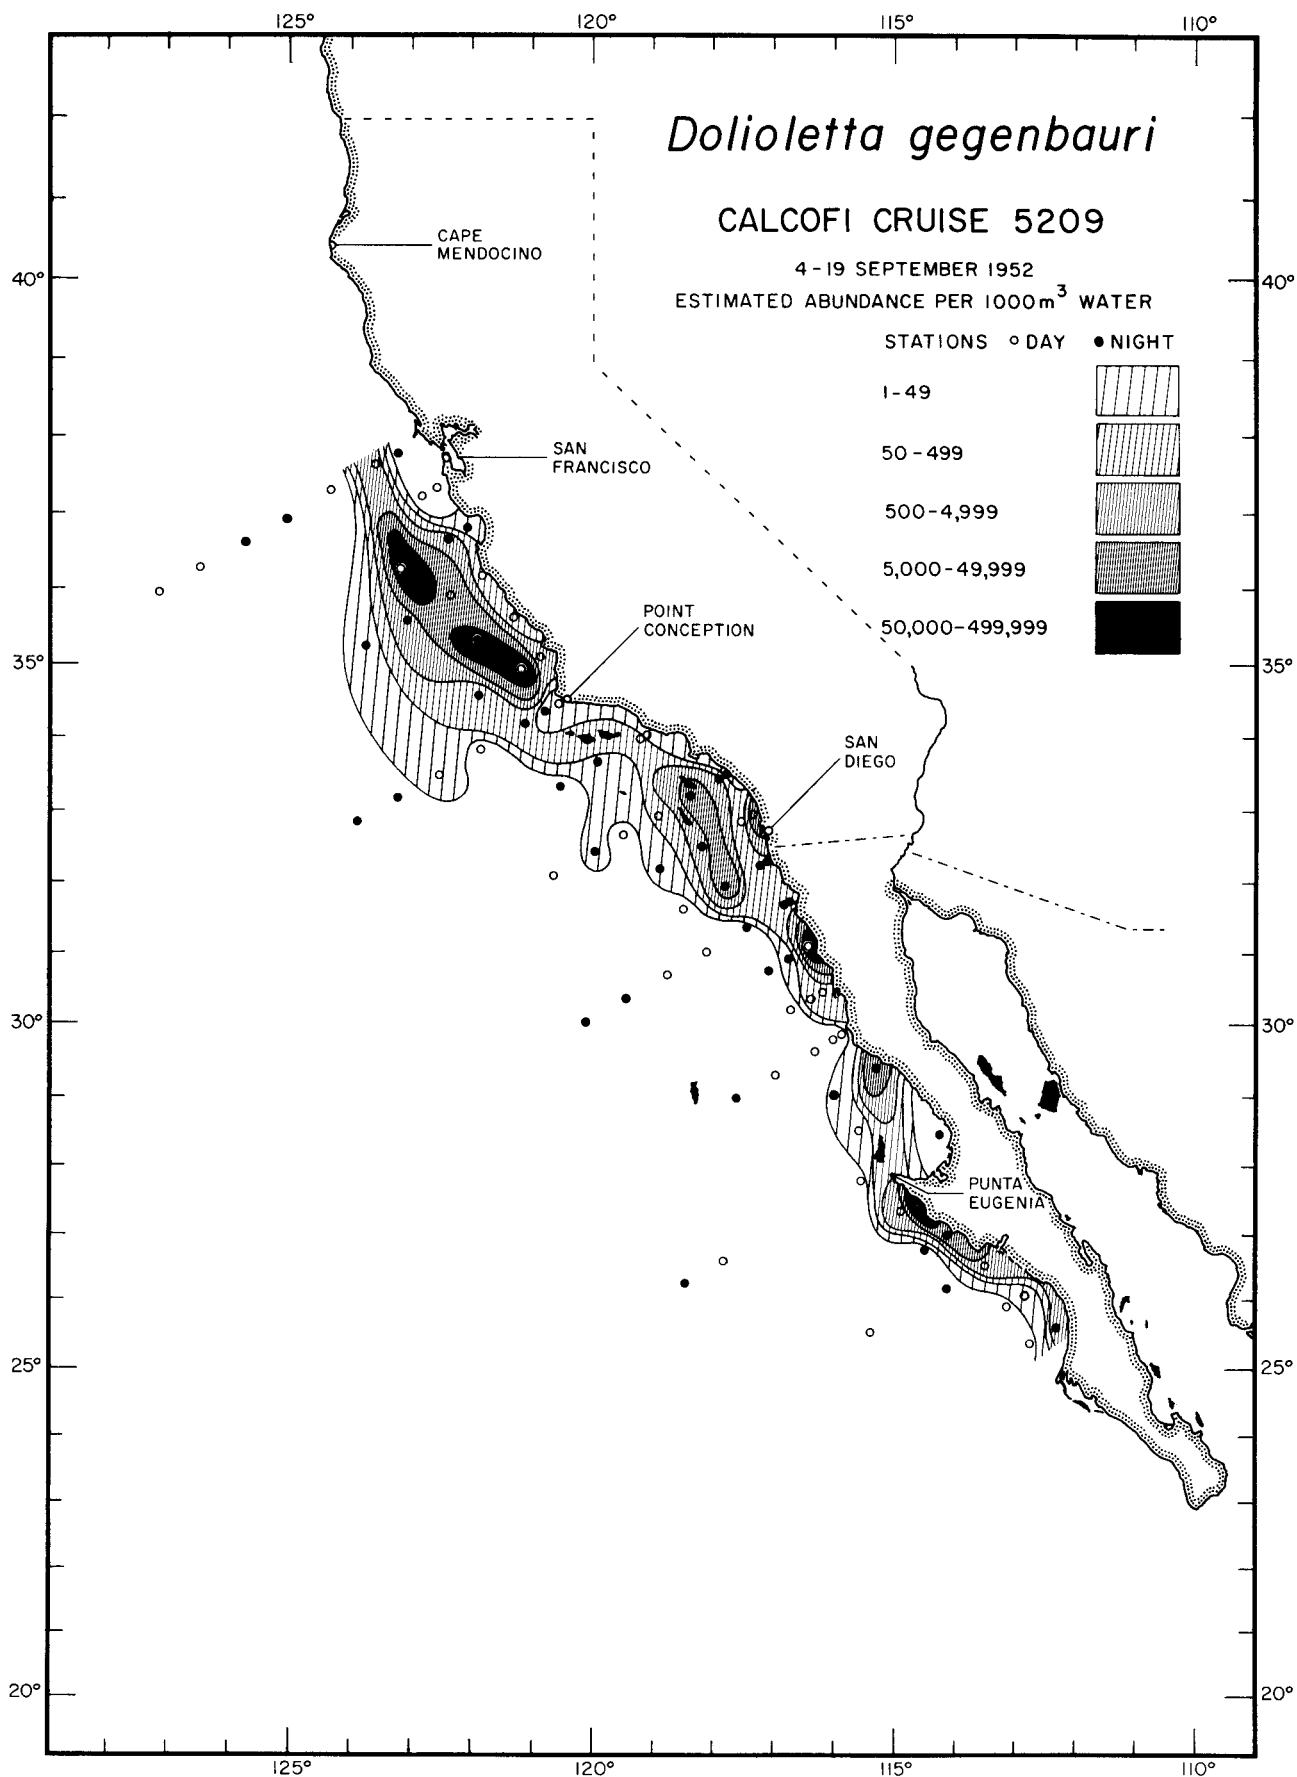 125° 120° 115° 110°
Dolioletta gegenbauri
CALCOFI CRUISE 5209
4-19 SEPTEMBER 1952
ESTIMATED ABUNDANCE PER 1000m³ WATER
STATIONS DAY NIGHT
1-49
50-499
500-4,999
5,000-49,999
50,000-499,999
CAPE
MENDOCINO
40° 40°
SAN
FRANCISCO
POINT
CONCEPTION
35° 35°
SAN
DIEGO
30° 30°
PUNTA
EUGENIA
25° 25°
20° 20°
125° 120° 115° 110°